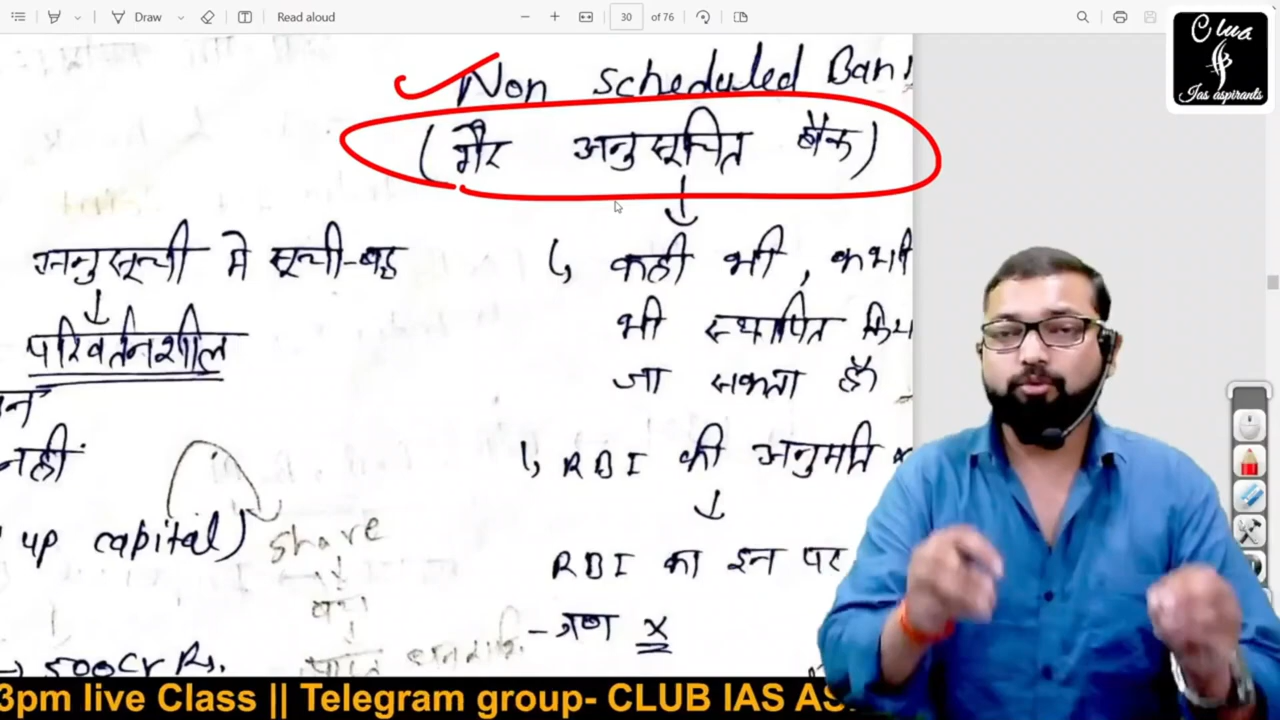 Draw
Read aloud
30 of 76
Clua
Ias aspirants
Non Scheduled Ban
(गैर अनुसूचित बैंक)
अनुसूची मे सूची-बद्ध
परिवर्तनशील
नही
up capital) share
→ 500Cr Rs.
कही भी, कभी
भी स्थापित किय
जा सकता है
RBI की अनुमति
RBI का इन पर
- ऋण x
3pm live Class || Telegram group- CLUB IAS AS